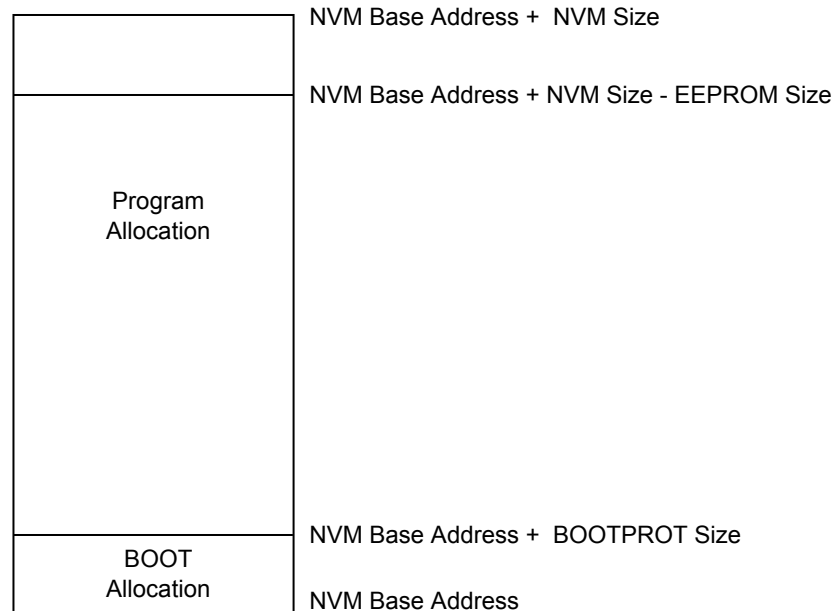 NVM Base Address + NVM Size
NVM Base Address + NVM Size - EEPROM Size
Program
Allocation
NVM Base Address + BOOTPROT Size
BOOT
Allocation
NVM Base Address